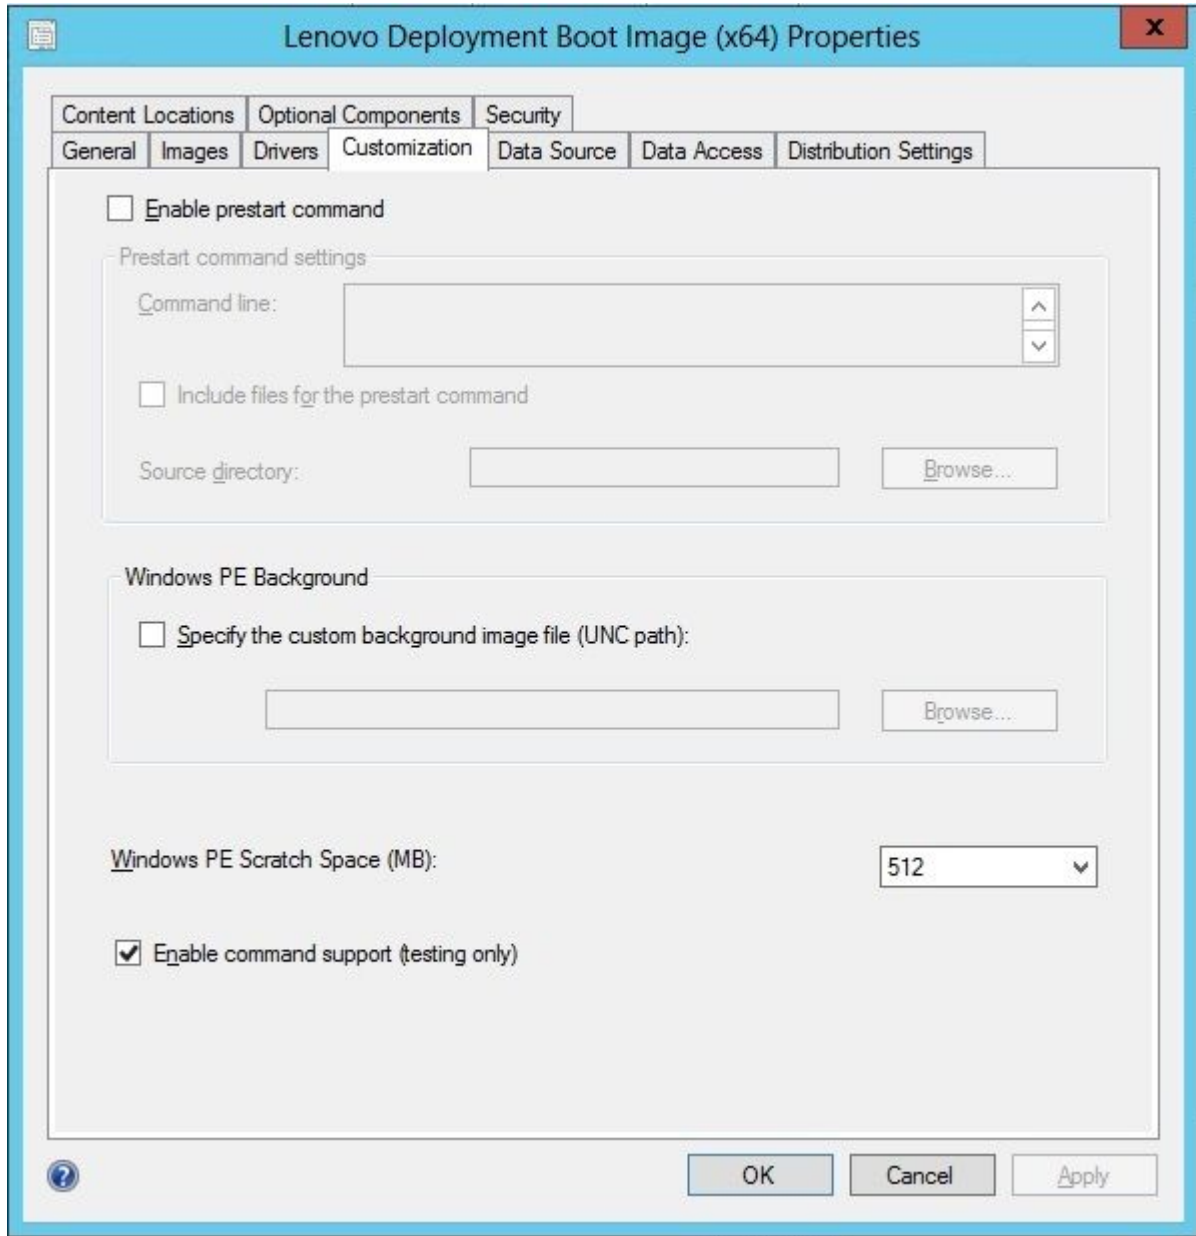 Lenovo Deployment Boot Image (x64) Properties
x
Content Locations Optional Components Security
General Images Drivers Customization Data Source Data Access Distribution Settings
Enable prestart command
Prestart command settings
Command line:
Include files for the prestart command
Source directory:
Browse...
Windows PE Background
Specify the custom background image file (UNC path):
Browse...
Windows PE Scratch Space (MB):
512
Enable command support (testing only)
?
OK Cancel Apply